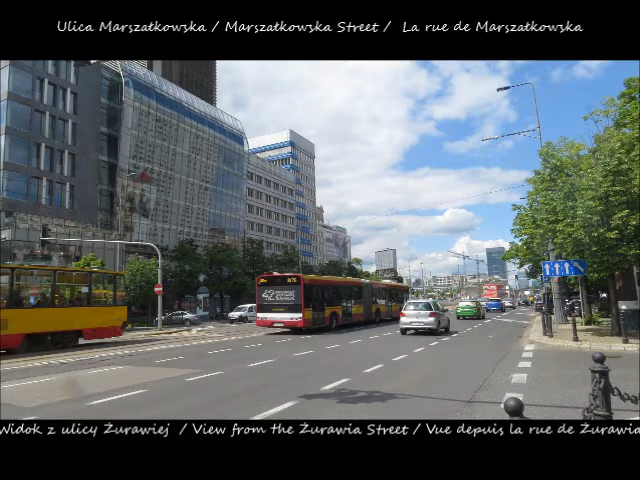 Ulica Marszałkowska / Marszałkowska Street / La rue de Marszałkowska
42
Widok z ulicy Żurawiej / View from the Żurawia Street / Vue depuis la rue de Żurawia